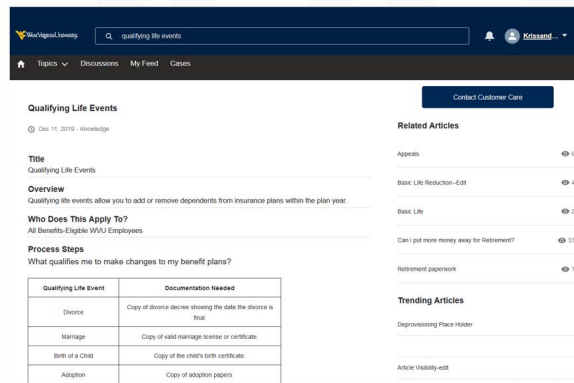 West Virginia University.
qualifying life events
Krissand...
Topics
Discussions
My Feed
Cases
Contact Customer Care
Qualifying Life Events
Dec 11, 2019 - Knowledge
Title
Qualifying Life Events
Overview
Qualifying life events allow you to add or remove dependents from insurance plans within the plan year.
Who Does This Apply To?
All Benefits-Eligible WVU Employees
Process Steps
What qualifies me to make changes to my benefit plans?
Qualifying Life Event
Documentation Needed
Divorce
Copy of divorce decree showing the date the divorce is
final.
Marriage
Copy of valid marriage license or certificate.
Birth of a Child
Copy of the child's birth certificate.
Adoption
Copy of adoption papers.
Related Articles
Appeals
Basic Life Reduction--Edit
Basic Life
Can I put more money away for Retirement?
Retirement paperwork
Trending Articles
Deprovisioning Place Holder
Article Visibility-edit